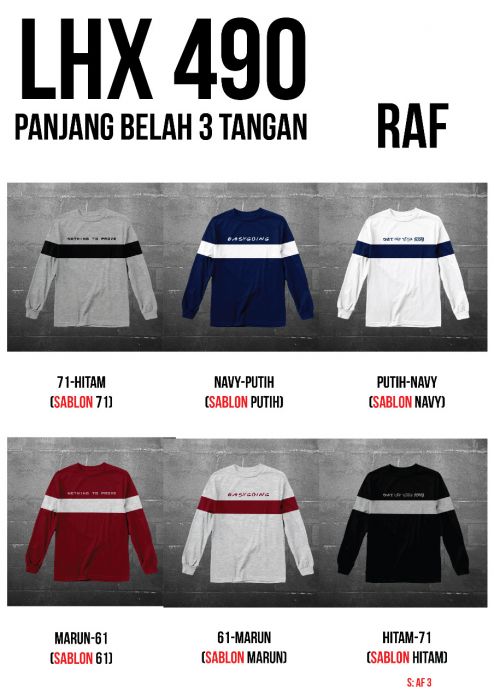 LHX 490
PANJANG BELAH 3 TANGAN
RAF
NOTHING TO PROVE
EASYGOING
71-HITAM
(SABLON 71)
NAVY-PUTIH
(SABLON PUTIH)
PUTIH-NAVY
(SABLON NAVY)
NOTHING TO PROVE
EASYGOING
MARUN-61
(SABLON 61)
61-MARUN
(SABLON MARUN)
HITAM-71
(SABLON HITAM)
S: AF 3